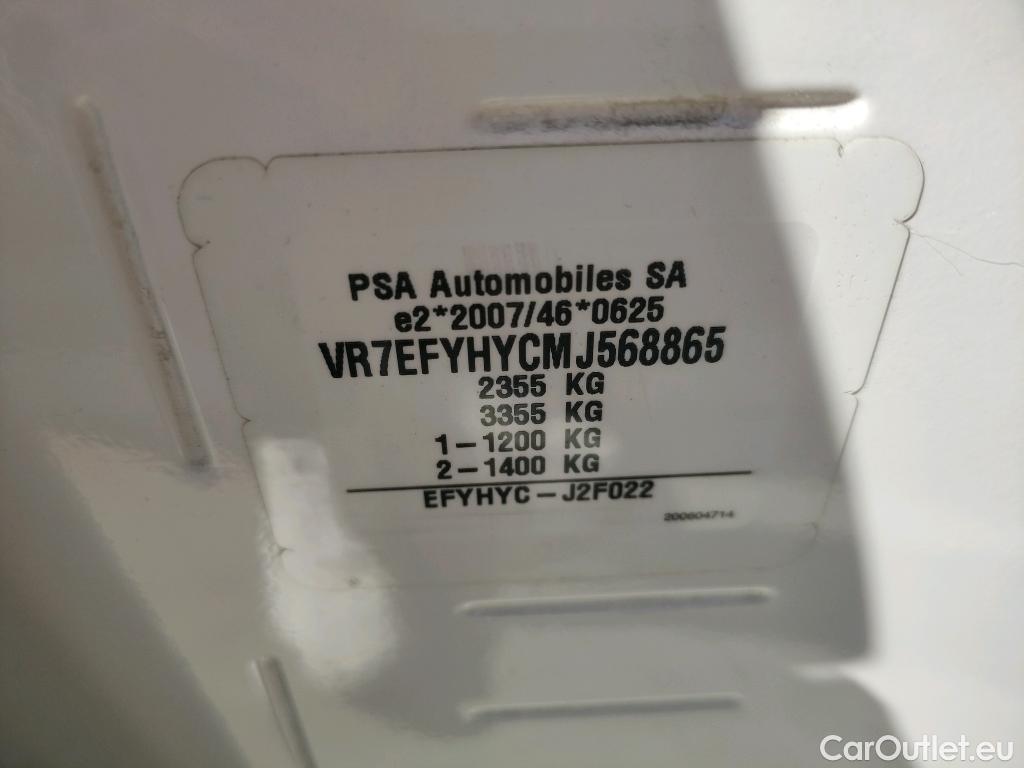 PSA Automobiles SA
e2*2007/46*0625
VR7EFYHYCMJ568865
2355 KG
3355 KG
1-1200 KG
2-1400 KG
EFYHYC-J2F022
200604714
CarOutlet.eu